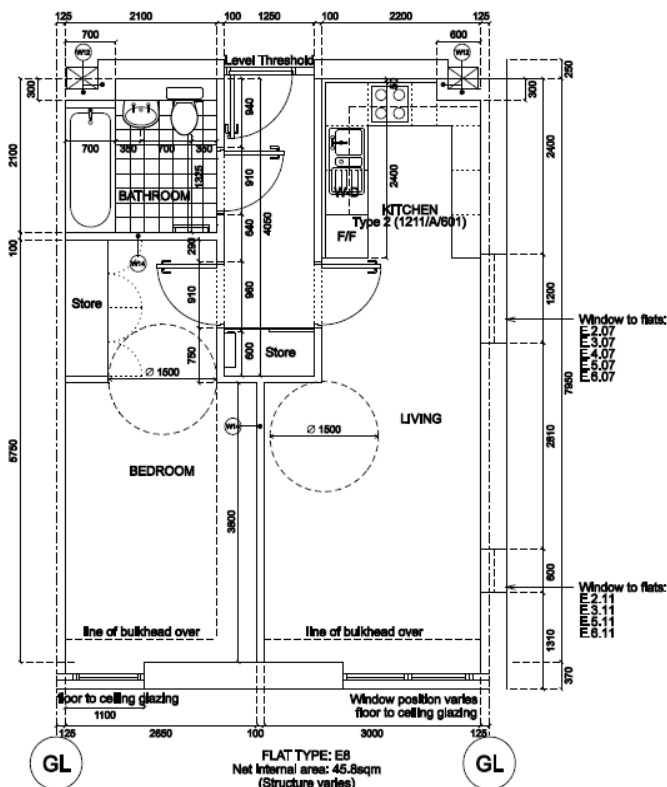 125 2100 100 1250 100 2200 125
700 600
W12 Level Threshold W12
300 940 50 250
300
700 350 700 350
2100 1325 910 2400 2400
BATHROOM
KITCHEN
Type 2 (1211/A/601)
640 4050
F/F
100 W14 290
910 960 1200
Store
Window to flats:
E.2.07
E.3.07
E.4.07
E.5.07
E.6.07
750 600 Store
Ø 1500
7950
LIVING
W14
Ø 1500
2810
5750
BEDROOM
3800
600
Window to flats:
E.2.11
E.3.11
E.5.11
E.6.11
1310
line of bulkhead over line of bulkhead over
370
floor to ceiling glazing
Window position varies
floor to ceiling glazing
1100
125 2660 100 3000 125
GL GL
FLAT TYPE: E8
Net internal area: 45.8sqm
(Structure varies)